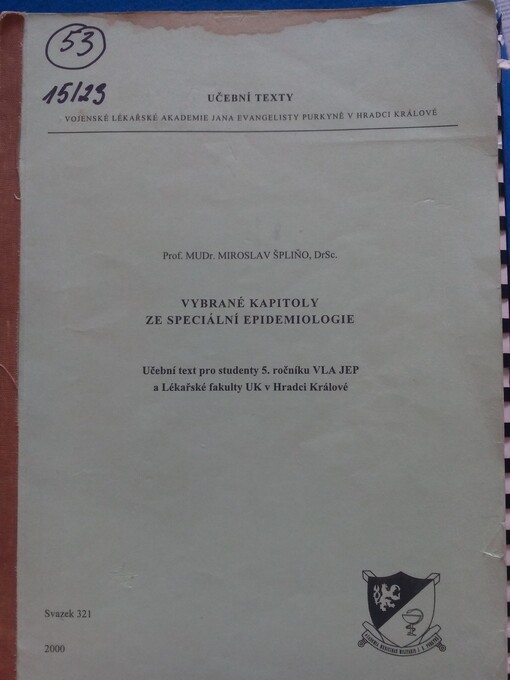 53
15/23
UČEBNÍ TEXTY
VOJENSKÉ LÉKAŘSKÉ AKADEMIE JANA EVANGELISTY PURKYNĚ V HRADCI KRÁLOVÉ
Prof. MUDr. MIROSLAV ŠPLIŇO, DrSc.
VYBRANÉ KAPITOLY
ZE SPECIÁLNÍ EPIDEMIOLOGIE
Učební text pro studenty 5. ročníku VLA JEP
a Lékařské fakulty UK v Hradci Králové
Svazek 321
2000